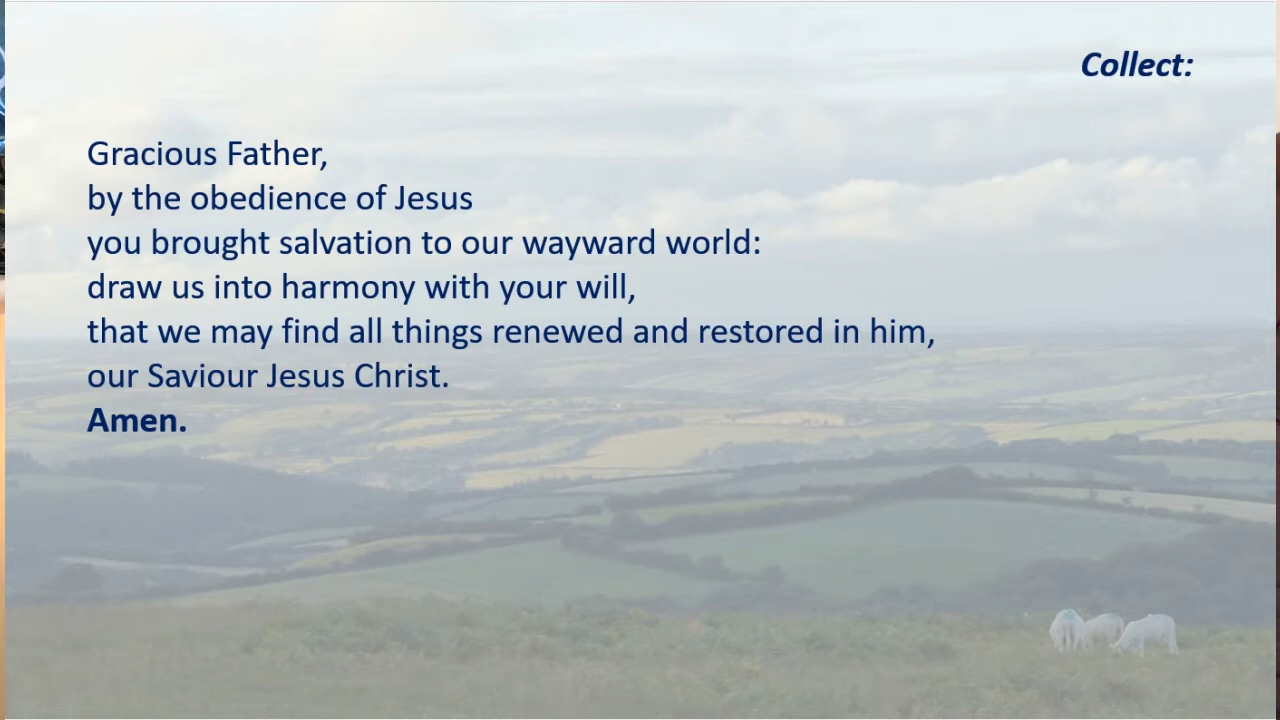 Collect:
Gracious Father,
by the obedience of Jesus
you brought salvation to our wayward world:
draw us into harmony with your will,
that we may find all things renewed and restored in him,
our Saviour Jesus Christ.
Amen.